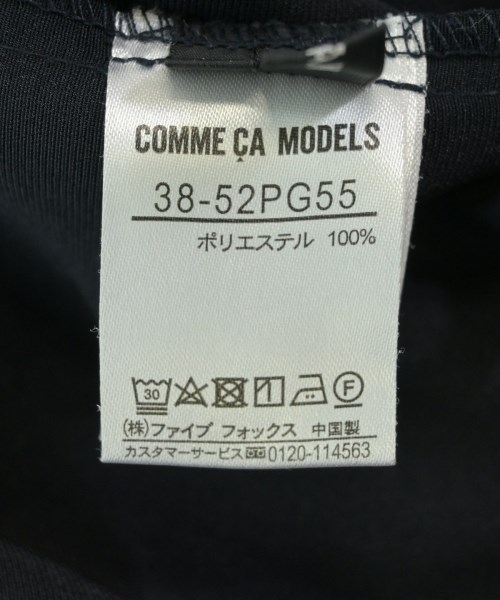 COMME ÇA MODELS
38-52PG55
ポリエステル 100%
30 F
(株)ファイブ フォックス 中国製
カスタマーサービス 0120-114563